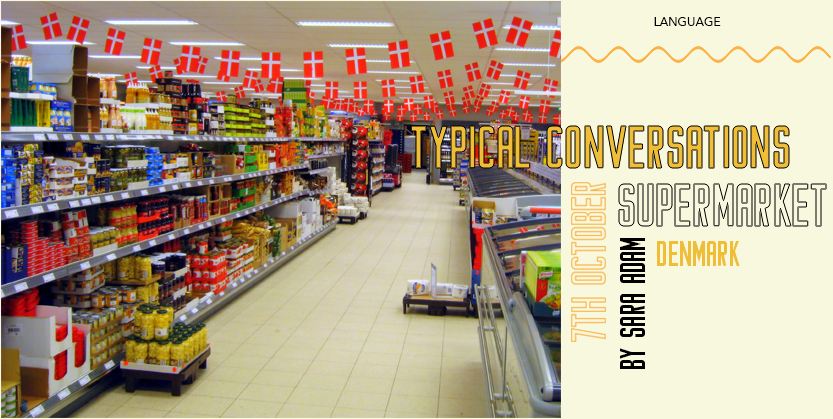 LANGUAGE
TYPICAL CONVERSATIONS
SUPERMARKET
DENMARK
7TH OCTOBER
BY SARA ADAM